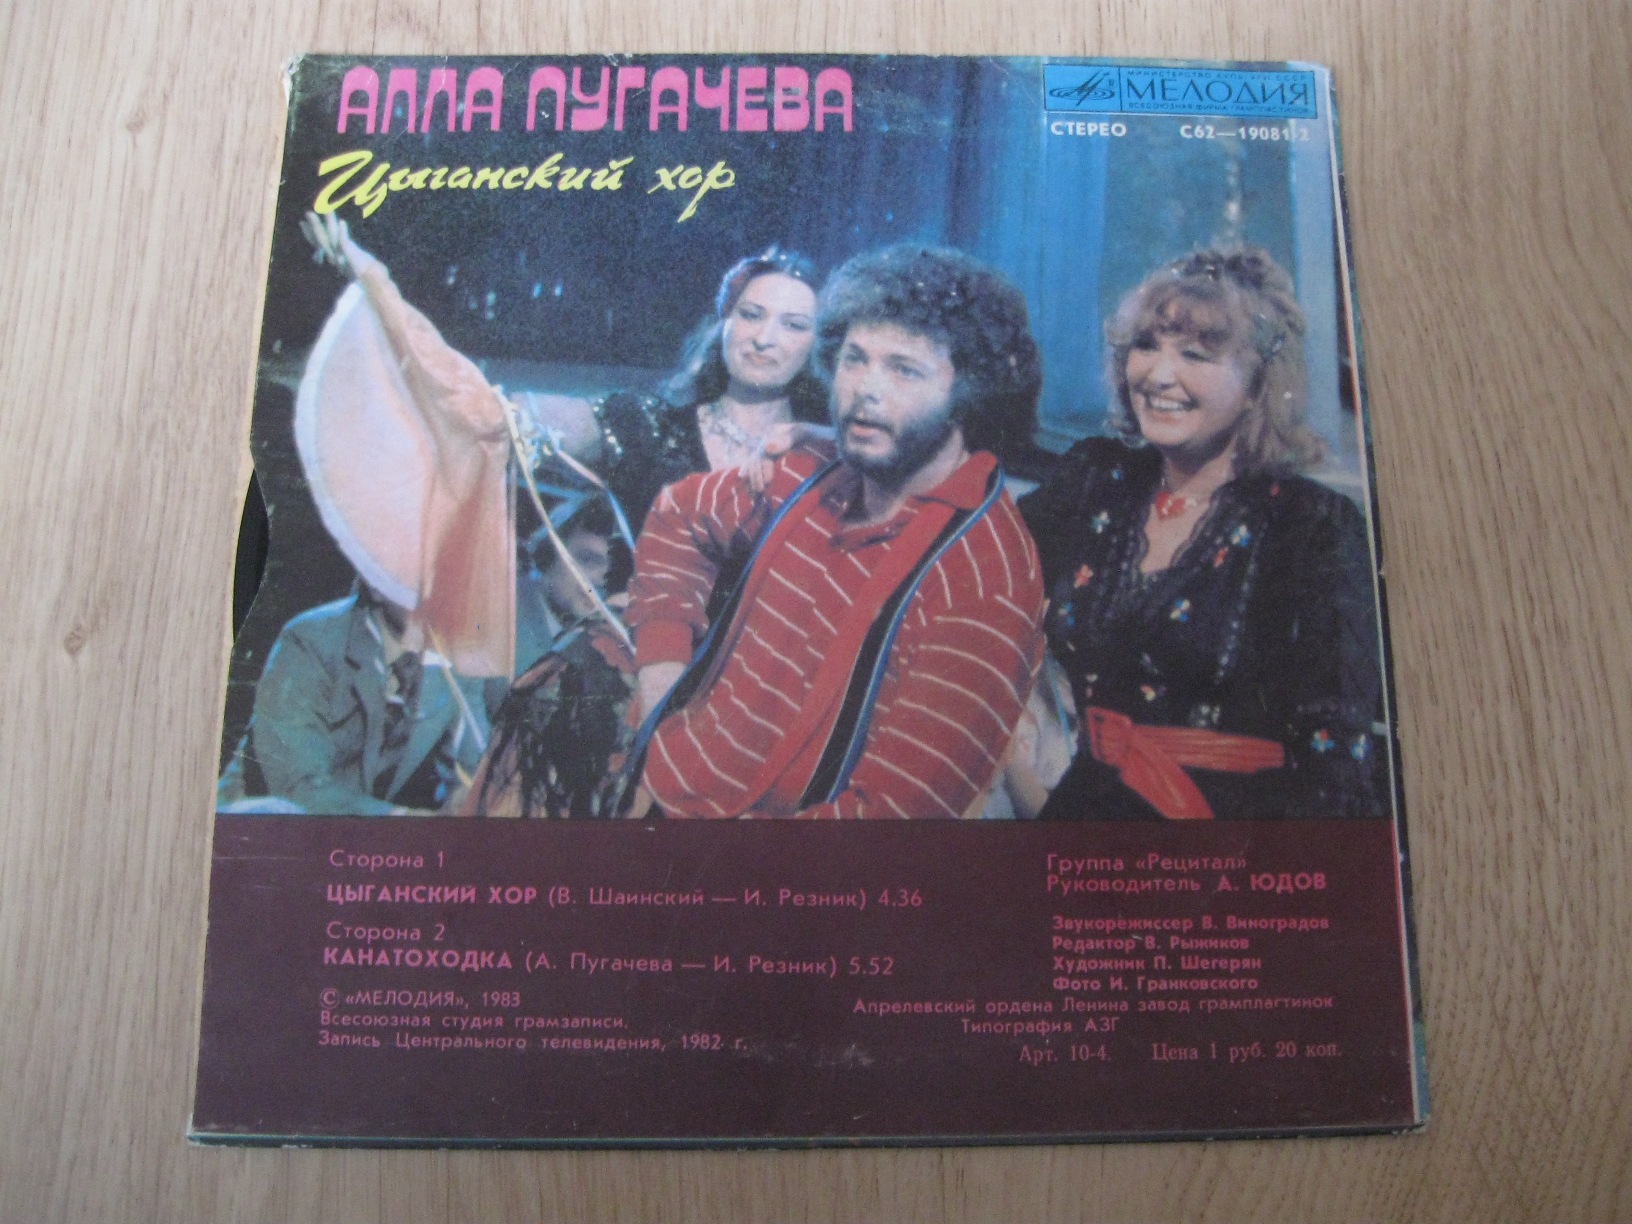 АЛЛА ПУГАЧЕВА
Цыганский хор
МИНИСТЕРСТВО КУЛЬТУРЫ СССР
МЕЛОДИЯ
ВСЕСОЮЗНАЯ ФИРМА ГРАМПЛАСТИНОК
СТЕРЕО С62—19081-2
Сторона 1
ЦЫГАНСКИЙ ХОР (В. Шаинский — И. Резник) 4.36
Сторона 2
КАНАТОХОДКА (А. Пугачева — И. Резник) 5.52
© «МЕЛОДИЯ», 1983
Всесоюзная студия грамзаписи.
Запись Центрального телевидения, 1982 г.
Группа «Рецитал»
Руководитель А. ЮДОВ
Звукорежиссер В. Виноградов
Редактор В. Рыжиков
Художник П. Шегерян
Фото И. Гранковского
Апрелевский ордена Ленина завод грампластинок
Типография АЗГ
Арт. 10-4. Цена 1 руб. 20 коп.